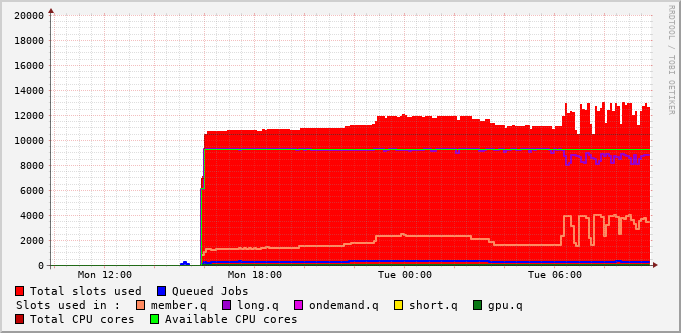 20000
18000
16000
14000
12000
10000
8000
6000
4000
2000
0
Mon 12:00 Mon 18:00 Tue 00:00 Tue 06:00
RRDTOOL / TOBI OETIKER
Total slots used Queued Jobs
Slots used in : member.q long.q ondemand.q short.q gpu.q
Total CPU cores Available CPU cores